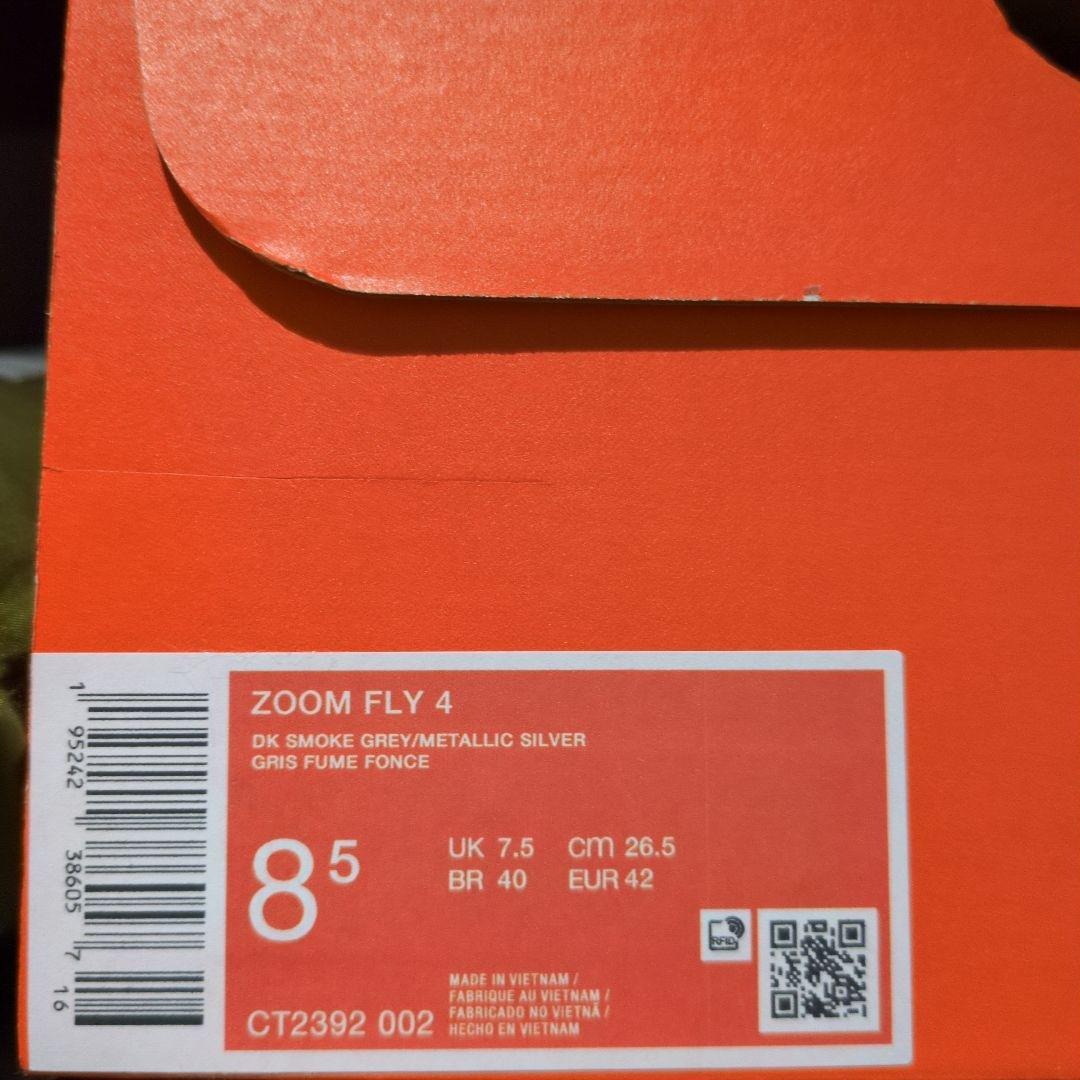 ZOOM FLY 4
DK SMOKE GREY/METALLIC SILVER
GRIS FUME FONCE
8 5
UK 7.5 CM 26.5
BR 40 EUR 42
RFID
MADE IN VIETNAM /
FABRIQUE AU VIETNAM /
FABRICADO NO VIETNÃ /
HECHO EN VIETNAM
CT2392 002
1 95242 38605 7 16